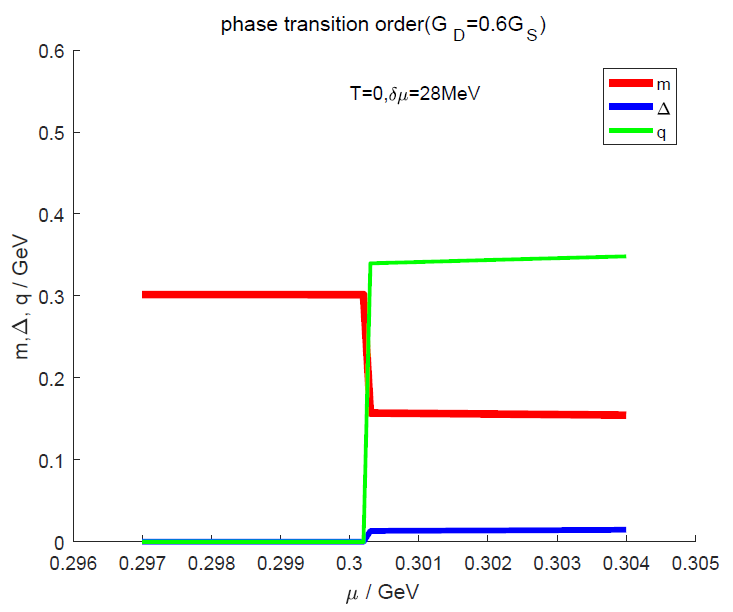 phase transition order(G_D=0.6G_S)
T=0,δμ=28MeV
m
Δ
q
0.6
0.5
0.4
0.3
0.2
0.1
0
m,Δ, q / GeV
0.296 0.297 0.298 0.299 0.3 0.301 0.302 0.303 0.304 0.305
μ / GeV